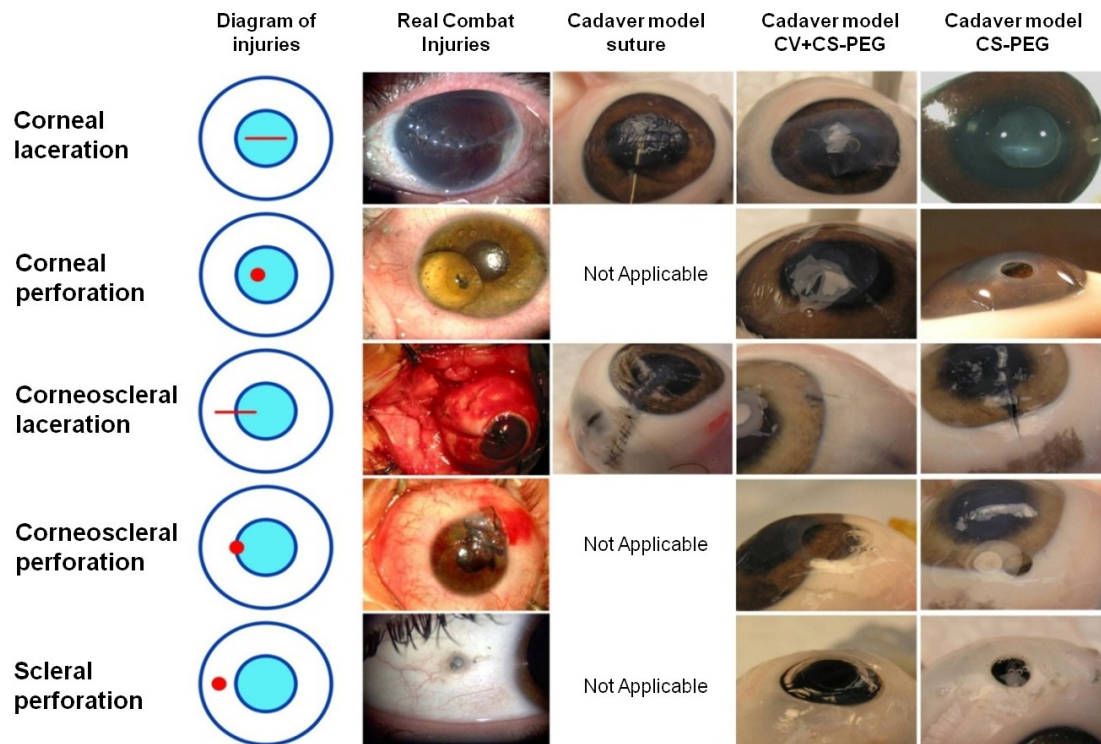 Diagram of
injuries
Real Combat
Injuries
Cadaver model
suture
Cadaver model
CV+CS-PEG
Cadaver model
CS-PEG
Corneal
laceration
Corneal
perforation
Not Applicable
Corneoscleral
laceration
Corneoscleral
perforation
Not Applicable
Scleral
perforation
Not Applicable